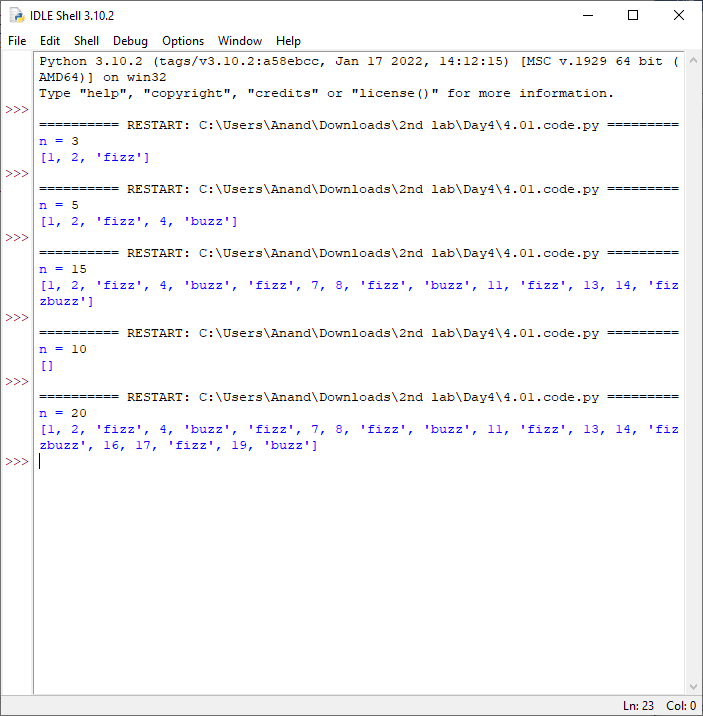 IDLE Shell 3.10.2
File Edit Shell Debug Options Window Help
Python 3.10.2 (tags/v3.10.2:a58ebcc, Jan 17 2022, 14:12:15) [MSC v.1929 64 bit (
AMD64)] on win32
Type "help", "copyright", "credits" or "license()" for more information.
>>>
========== RESTART: C:\Users\Anand\Downloads\2nd lab\Day4\4.01.code.py =========
n = 3
[1, 2, 'fizz']
>>>
========== RESTART: C:\Users\Anand\Downloads\2nd lab\Day4\4.01.code.py =========
n = 5
[1, 2, 'fizz', 4, 'buzz']
>>>
========== RESTART: C:\Users\Anand\Downloads\2nd lab\Day4\4.01.code.py =========
n = 15
[1, 2, 'fizz', 4, 'buzz', 'fizz', 7, 8, 'fizz', 'buzz', 11, 'fizz', 13, 14, 'fiz
zbuzz']
>>>
========== RESTART: C:\Users\Anand\Downloads\2nd lab\Day4\4.01.code.py =========
n = 10
[]
>>>
========== RESTART: C:\Users\Anand\Downloads\2nd lab\Day4\4.01.code.py =========
n = 20
[1, 2, 'fizz', 4, 'buzz', 'fizz', 7, 8, 'fizz', 'buzz', 11, 'fizz', 13, 14, 'fiz
zbuzz', 16, 17, 'fizz', 19, 'buzz']
>>>
Ln: 23 Col: 0